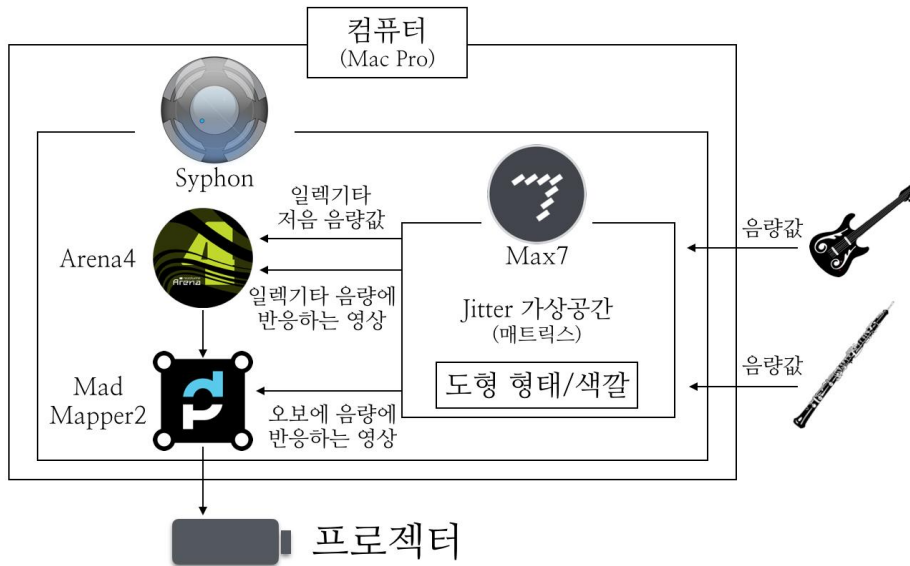 컴퓨터
(Mac Pro)
Syphon
일렉기타
저음 음량값
Arena4
Arena
일렉기타 음량에
반응하는 영상
Max7
Jitter 가상공간
(매트릭스)
도형 형태/색깔
음량값
음량값
Mad
Mapper2
오보에 음량에
반응하는 영상
프로젝터